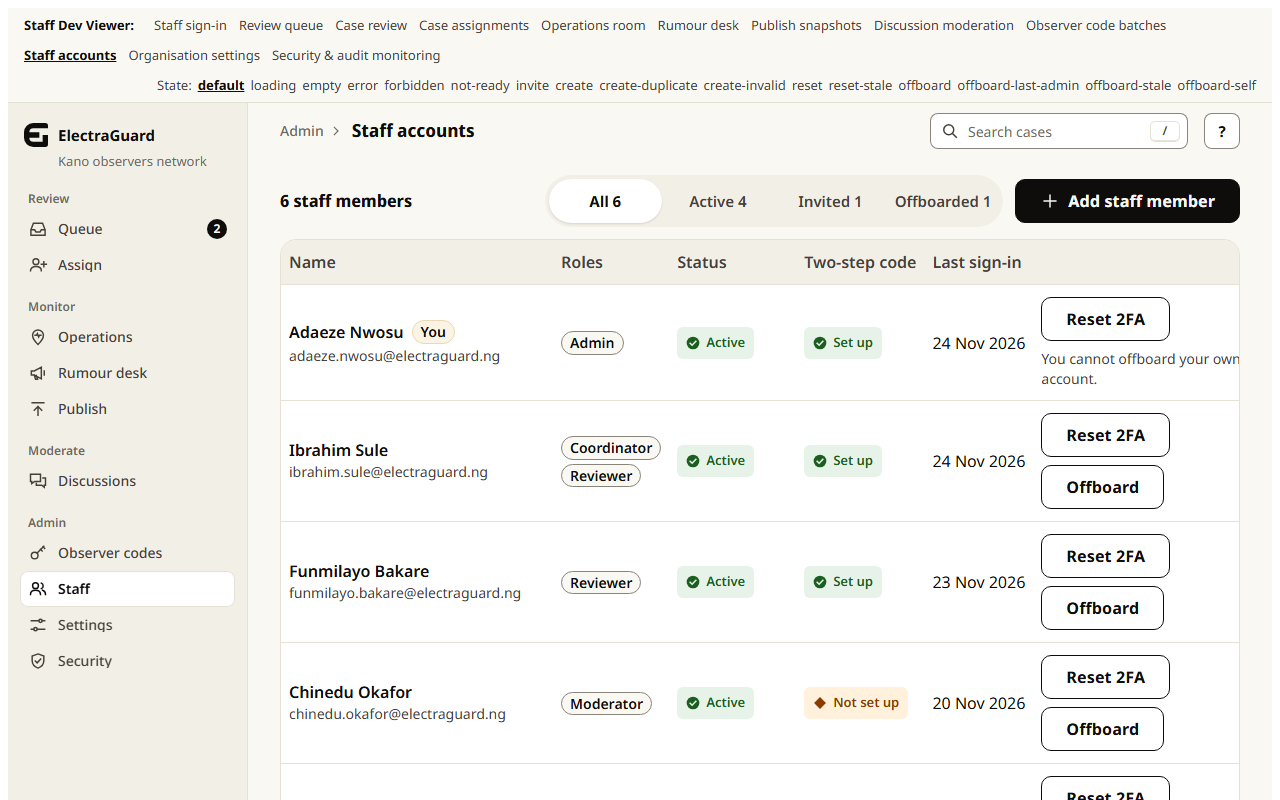 Staff Dev Viewer: Staff sign-in Review queue Case review Case assignments Operations room Rumour desk Publish snapshots Discussion moderation Observer code batches
Staff accounts Organisation settings Security & audit monitoring
State: default loading empty error forbidden not-ready invite create create-duplicate create-invalid reset reset-stale offboard offboard-last-admin offboard-stale offboard-self
ElectraGuard
Kano observers network
Review
Queue 2
Assign
Monitor
Operations
Rumour desk
Publish
Moderate
Discussions
Admin
Observer codes
Staff
Settings
Security
Admin Staff accounts
Search cases /
?
6 staff members
All 6 Active 4 Invited 1 Offboarded 1
Add staff member
Name Roles Status Two-step code Last sign-in
Adaeze Nwosu You
adaeze.nwosu@electraguard.ng
Admin
Active
Set up
24 Nov 2026
Reset 2FA
You cannot offboard your own
account.
Ibrahim Sule
ibrahim.sule@electraguard.ng
Coordinator
Reviewer
Active
Set up
24 Nov 2026
Reset 2FA
Offboard
Funmilayo Bakare
funmilayo.bakare@electraguard.ng
Reviewer
Active
Set up
23 Nov 2026
Reset 2FA
Offboard
Chinedu Okafor
chinedu.okafor@electraguard.ng
Moderator
Active
Not set up
20 Nov 2026
Reset 2FA
Offboard
Reset 2FA